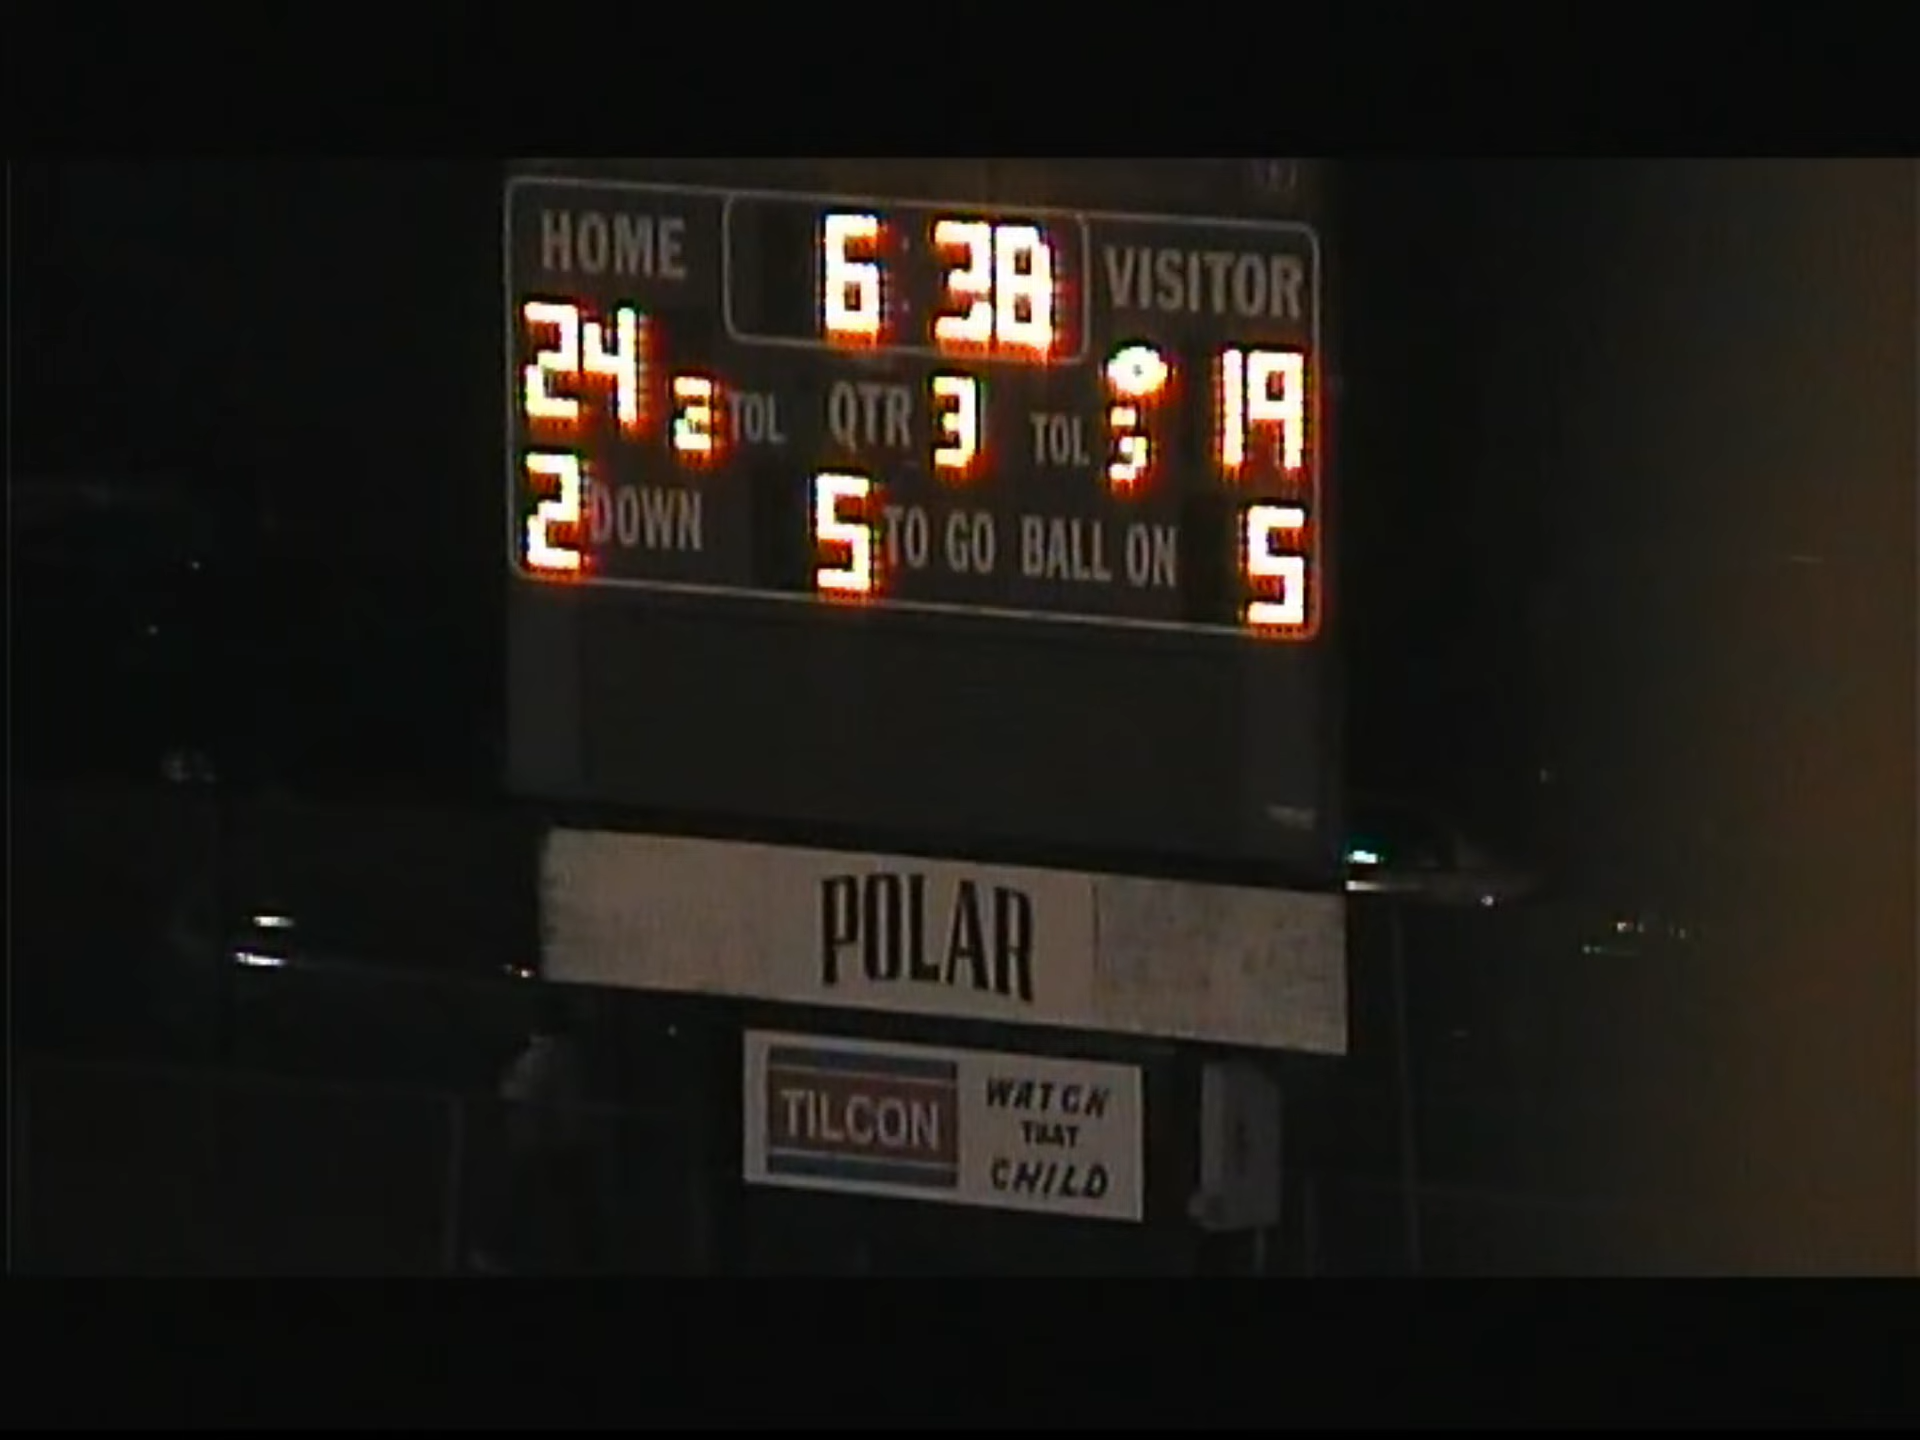 HOME 6:38 VISITOR
24 2 TOL QTR 3 TOL 3 19
2 DOWN 5 TO GO BALL ON 5
POLAR
TILCON WATCH
THAT
CHILD